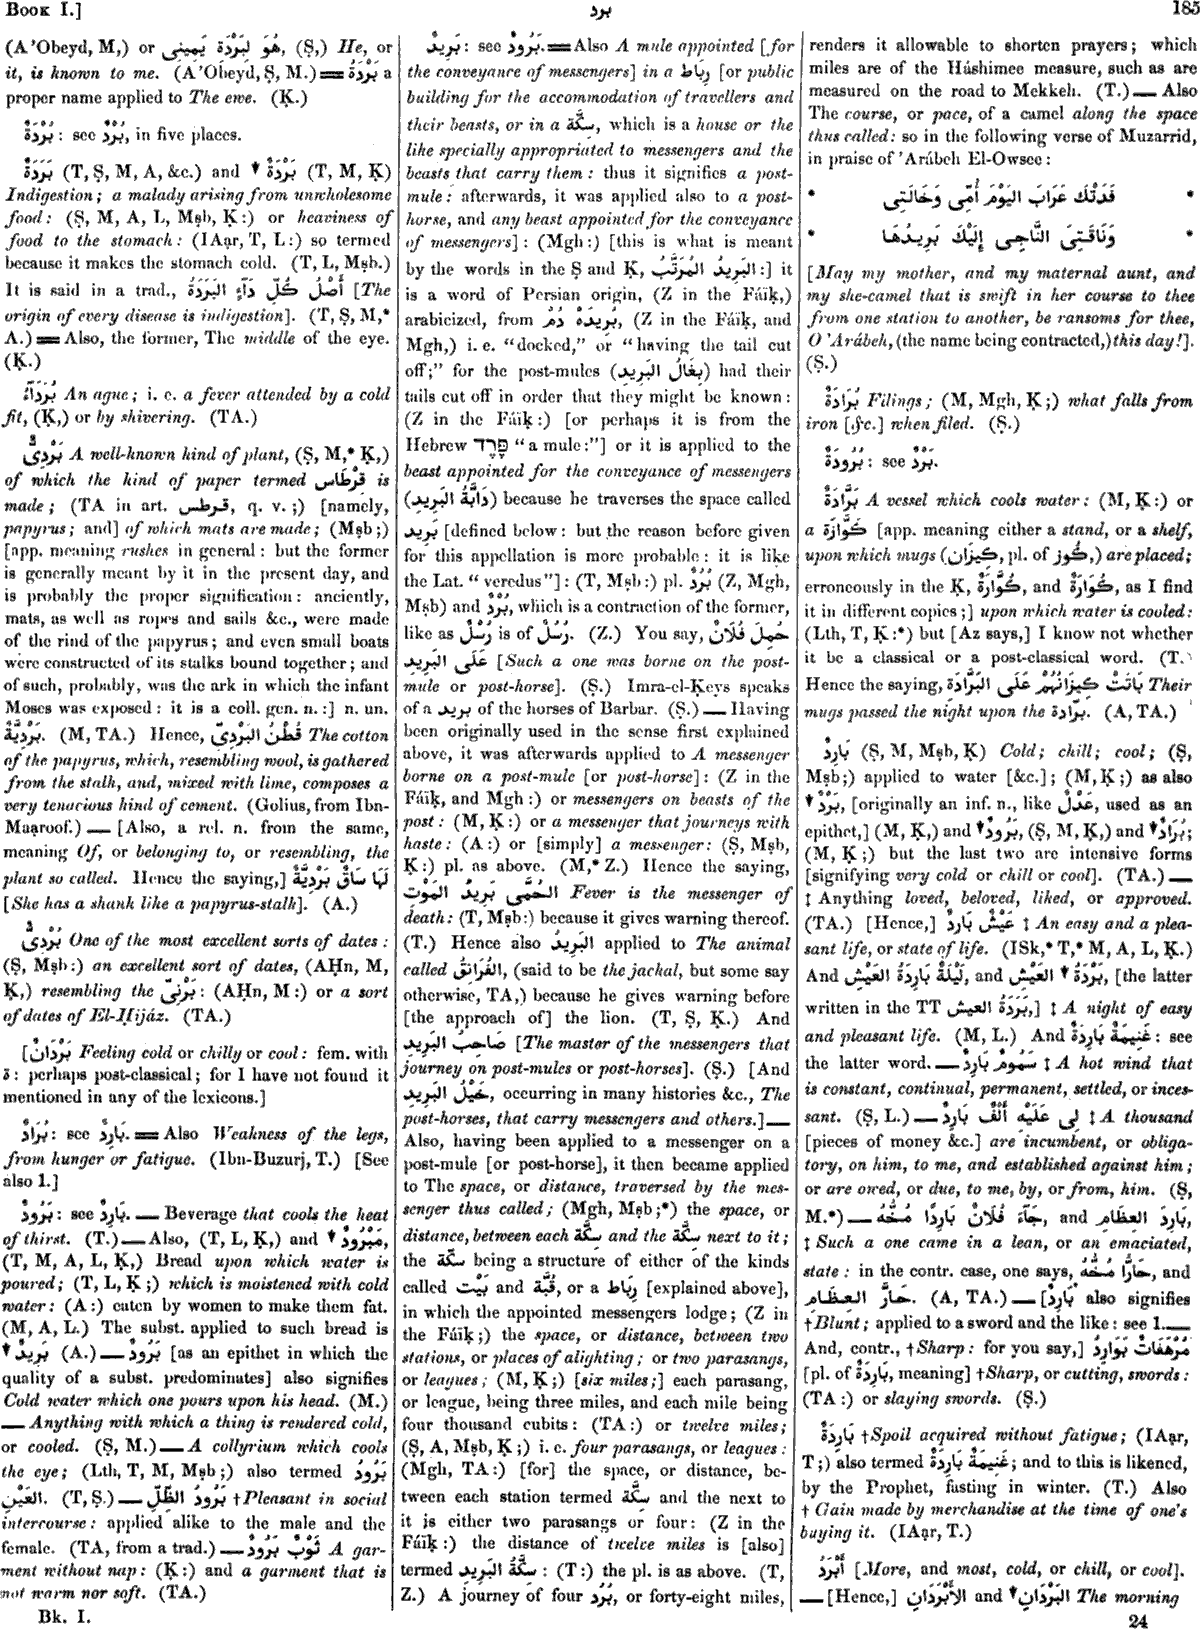 Book I.]
برد
185
(A'Obeyd, M,) or هُوَ لِبَرْدَةِ يَمِينِى, (Ṣ,) He, or
it, is known to me. (A'Obeyd, Ṣ, M.) ═ بَرْدَةُ a
proper name applied to The ewe. (Ḳ.)
بُرْدَةٌ: see بُرْدٌ, in five places.
بَرَدَةٌ (T, Ṣ, M, A, &c.) and ▼ بَرْدَةٌ (T, M, Ḳ)
Indigestion; a malady arising from unwholesome
food: (Ṣ, M, A, L, Mṣb, Ḳ:) or heaviness of
food to the stomach: (IAạr, T, L:) so termed
because it makes the stomach cold. (T, L, Mṣb.)
It is said in a trad., أَصْلُ كُلِّ دَآءٍ البَرَدَةُ [The
origin of every disease is indigestion]. (T, Ṣ, M,*
A.) ═ Also, the former, The middle of the eye.
(Ḳ.)
بُرَدَآءُ An ague; i. e. a fever attended by a cold
fit, (Ḳ,) or by shivering. (TA.)
بَرْدِىٌّ A well-known kind of plant, (Ṣ, M,* Ḳ,)
of which the kind of paper termed قِرْطَاس is
made; (TA in art. قرطس, q. v.;) [namely,
papyrus; and] of which mats are made; (Mṣb;)
[app. meaning rushes in general: but the former
is generally meant by it in the present day, and
is probably the proper signification: anciently,
mats, as well as ropes and sails &c., were made
of the rind of the papyrus; and even small boats
were constructed of its stalks bound together; and
of such, probably, was the ark in which the infant
Moses was exposed: it is a coll. gen. n.:] n. un.
بَرْدِيَّةٌ. (M, TA.) Hence, قُطْنُ البَرْدِىِّ The cotton
of the papyrus, which, resembling wool, is gathered
from the stalk, and, mixed with lime, composes a
very tenacious kind of cement. (Golius, from Ibn-
Maạroof.) — [Also, a rel. n. from the same,
meaning Of, or belonging to, or resembling, the
plant so called. Hence the saying,] لَهَا سَاقٌ بَرْدِيَّةٌ
[She has a shank like a papyrus-stalk]. (A.)
بُرْدِىٌّ One of the most excellent sorts of dates:
(Ṣ, Mṣb:) an excellent sort of dates, (AḤn, M,
Ḳ,) resembling the بَرْنِىّ: (AḤn, M:) or a sort
of dates of El-Ḥijáz. (TA.)
[بَرْدَانٌ Feeling cold or chilly or cool: fem. with
ة: perhaps post-classical; for I have not found it
mentioned in any of the lexicons.]
بُرَادٌ: see بَارِدٌ. ═ Also Weakness of the legs,
from hunger or fatigue. (Ibn-Buzurj, T.) [See
also 1.]
بَرُودٌ: see بَارِدٌ. — Beverage that cools the heat
of thirst. (T.) — Also, (T, L, Ḳ,) and ▼ مَبْرُودٌ,
(T, M, A, L, Ḳ,) Bread upon which water is
poured; (T, L, Ḳ;) which is moistened with cold
water: (A:) eaten by women to make them fat.
(M, A, L.) The subst. applied to such bread is
▼ بَرِيدٌ (A.) — بَرُودٌ [as an epithet in which the
quality of a subst. predominates] also signifies
Cold water which one pours upon his head. (M.)
— Anything with which a thing is rendered cold,
or cooled. (Ṣ, M.) — A collyrium which cools
the eye; (Lth, T, M, Mṣb;) also termed بَرُودُ
العَيْنِ. (T, Ṣ.) — بَرُودُ الظِّلِّ †Pleasant in social
intercourse: applied alike to the male and the
female. (TA, from a trad.) — ثَوْبٌ بَرُودٌ A gar-
ment without nap: (Ḳ:) and a garment that is
not warm nor soft. (TA.)
Bk. I.
بَرِيدٌ: see بَرُودٌ. ═ Also A mule appointed [for
the conveyance of messengers] in a رِبَاط [or public
building for the accommodation of travellers and
their beasts, or in a سِكَّة, which is a house or the
like specially appropriated to messengers and the
beasts that carry them: thus it signifies a post-
mule: afterwards, it was applied also to a post-
horse, and any beast appointed for the conveyance
of messengers]: (Mgh:) [this is what is meant
by the words in the Ṣ and Ḳ, البَرِيدُ المُرَتَّبُ:] it
is a word of Persian origin, (Z in the Fáïḳ,)
arabicized, from بُرِيدَهْ دُمْ, (Z in the Fáïḳ, and
Mgh,) i. e. "docked," or "having the tail cut
off;" for the post-mules (بِغَالُ البَرِيدِ) had their
tails cut off in order that they might be known:
(Z in the Fáïḳ:) [or perhaps it is from the
Hebrew פֶּרֶד "a mule:"] or it is applied to the
beast appointed for the conveyance of messengers
(دَابَّةُ البَرِيدِ) because he traverses the space called
بَرِيد [defined below: but the reason before given
for this appellation is more probable: it is like
the Lat. "veredus"]: (T, Mṣb:) pl. بُرُدٌ (Z, Mgh,
Mṣb) and بُرْدٌ, which is a contraction of the former,
like as رُسْلٌ is of رُسُلٌ. (Z.) You say, حُمِلَ فُلَانٌ
عَلَى البَرِيدِ [Such a one was borne on the post-
mule or post-horse]. (Ṣ.) Imra-el-Ḳeys speaks
of a بريد of the horses of Barbar. (Ṣ.) — Having
been originally used in the sense first explained
above, it was afterwards applied to A messenger
borne on a post-mule [or post-horse]: (Z in the
Fáïḳ, and Mgh:) or messengers on beasts of the
post: (M, Ḳ:) or a messenger that journeys with
haste: (A:) or [simply] a messenger: (Ṣ, Mṣb,
Ḳ:) pl. as above. (M,* Z.) Hence the saying,
الحُمَّى بَرِيدُ المَوْتِ Fever is the messenger of
death: (T, Mṣb:) because it gives warning thereof.
(T.) Hence also البَرِيدُ applied to The animal
called الفُرَانِقُ, (said to be the jackal, but some say
otherwise, TA,) because he gives warning before
[the approach of] the lion. (T, Ṣ, Ḳ.) And
صَاحِبُ البَرِيدِ [The master of the messengers that
journey on post-mules or post-horses]. (Ṣ.) [And
خَيْلُ البَرِيدِ, occurring in many histories &c., The
post-horses, that carry messengers and others.] —
Also, having been applied to a messenger on a
post-mule [or post-horse], it then became applied
to The space, or distance, traversed by the mes-
senger thus called; (Mgh, Mṣb;*) the space, or
distance, between each سِكَّة and the سِكَّة next to it;
the سِكَّة being a structure of either of the kinds
called بَيْت and قُبَّة, or a رِبَاط [explained above],
in which the appointed messengers lodge; (Z in
the Fáïḳ;) the space, or distance, between two
stations, or places of alighting; or two parasangs,
or leagues; (M, Ḳ;) [six miles;] each parasang,
or league, being three miles, and each mile being
four thousand cubits: (TA:) or twelve miles;
(Ṣ, A, Mṣb, Ḳ;) i. e. four parasangs, or leagues:
(Mgh, TA:) [for] the space, or distance, be-
tween each station termed سِكَّة and the next to
it is either two parasangs or four: (Z in the
Fáïḳ:) the distance of twelve miles is [also]
termed سِكَّةُ البَرِيدِ: (T:) the pl. is as above. (T,
Z.) A journey of four بُرُد, or forty-eight miles,
renders it allowable to shorten prayers; which
miles are of the Háshimee measure, such as are
measured on the road to Mekkeh. (T.) — Also
The course, or pace, of a camel along the space
thus called: so in the following verse of Muzarrid,
in praise of 'Arábeh El-Owsee:
* فَدَتْكَ عَرَابَ اليَوْمَ أُمِّى وَخَالَتِى *
* وَنَاقَتِىَ النَّاجِى إِلَيْكَ بَرِيدُهَا *
[May my mother, and my maternal aunt, and
my she-camel that is swift in her course to thee
from one station to another, be ransoms for thee,
O 'Arábeh, (the name being contracted,) this day!].
(Ṣ.)
بُرَادَةٌ Filings; (M, Mgh, Ḳ;) what falls from
iron [&c.] when filed. (Ṣ.)
بُرُودَةٌ: see بَرْدٌ.
بَرَّادَةٌ A vessel which cools water: (M, Ḳ:) or
a كَوَّازَة [app. meaning either a stand, or a shelf,
upon which mugs (كِيزَان, pl. of كُوز,) are placed;
erroneously in the Ḳ, كُوَارَةٌ, and كُوَّارَةٌ, as I find
it in different copies;] upon which water is cooled:
(Lth, T, Ḳ:*) but [Az says,] I know not whether
it be a classical or a post-classical word. (T.)
Hence the saying, بَاتَتْ كِيزَانُهُمْ عَلَى البَرَّادَةِ Their
mugs passed the night upon the برّادة. (A, TA.)
بَارِدٌ (Ṣ, M, Mṣb, Ḳ) Cold; chill; cool; (Ṣ,
Mṣb;) applied to water [&c.]; (M, Ḳ;) as also
▼ بَرْدٌ, [originally an inf. n., like عَدْلٌ, used as an
epithet,] (M, Ḳ,) and ▼ بَرُودٌ, (Ṣ, M, Ḳ,) and ▼ بُرَادٌ;
(M, Ḳ;) but the last two are intensive forms
[signifying very cold or chill or cool]. (TA.) —
‡ Anything loved, beloved, liked, or approved.
(TA.) [Hence,] عَيْشٌ بَارِدٌ ‡ An easy and a plea-
sant life, or state of life. (ISk,* T,* M, A, L, Ḳ.)
And لَيْلَةٌ بَارِدَةُ العَيْشِ, and ▼ بَرْدَةُ العَيْشِ, [the latter
written in the TT بَرَدَةُ العيش,] ‡ A night of easy
and pleasant life. (M, L.) And غَنِيمَةٌ بَارِدَةٌ: see
the latter word. — سَمُومٌ بَارِدٌ ‡ A hot wind that
is constant, continual, permanent, settled, or inces-
sant. (Ṣ, L.) — لِى عَلَيْهِ أَلْفٌ بَارِدٌ ‡ A thousand
[pieces of money &c.] are incumbent, or obliga-
tory, on him, to me, and established against him;
or are owed, or due, to me, by, or from, him. (Ṣ,
M.*) — جَآءَ فُلَانٌ بَارِدًا مُخُّهُ, and بَارِدَ العِظَامِ,
‡ Such a one came in a lean, or an emaciated,
state: in the contr. case, one says, حَارًّا مُخُّهُ, and
حَارَّ العِظَامِ. (A, TA.) — [بَارِدٌ also signifies
†Blunt; applied to a sword and the like: see 1. —
And, contr., †Sharp: for you say,] مُرْهَفَاتٌ بَوَارِدُ
[pl. of بَارِدَةٌ, meaning] †Sharp, or cutting, swords:
(TA:) or slaying swords. (Ṣ.)
بَارِدَةٌ †Spoil acquired without fatigue; (IAạr,
T;) also termed غَنِيمَةٌ بَارِدَةٌ; and to this is likened,
by the Prophet, fasting in winter. (T.) Also
†Gain made by merchandise at the time of one's
buying it. (IAạr, T.)
أَبْرَدُ [More, and most, cold, or chill, or cool].
— [Hence,] الأَبْرَدَانِ and ▼ البَرْدَانِ The morning
24